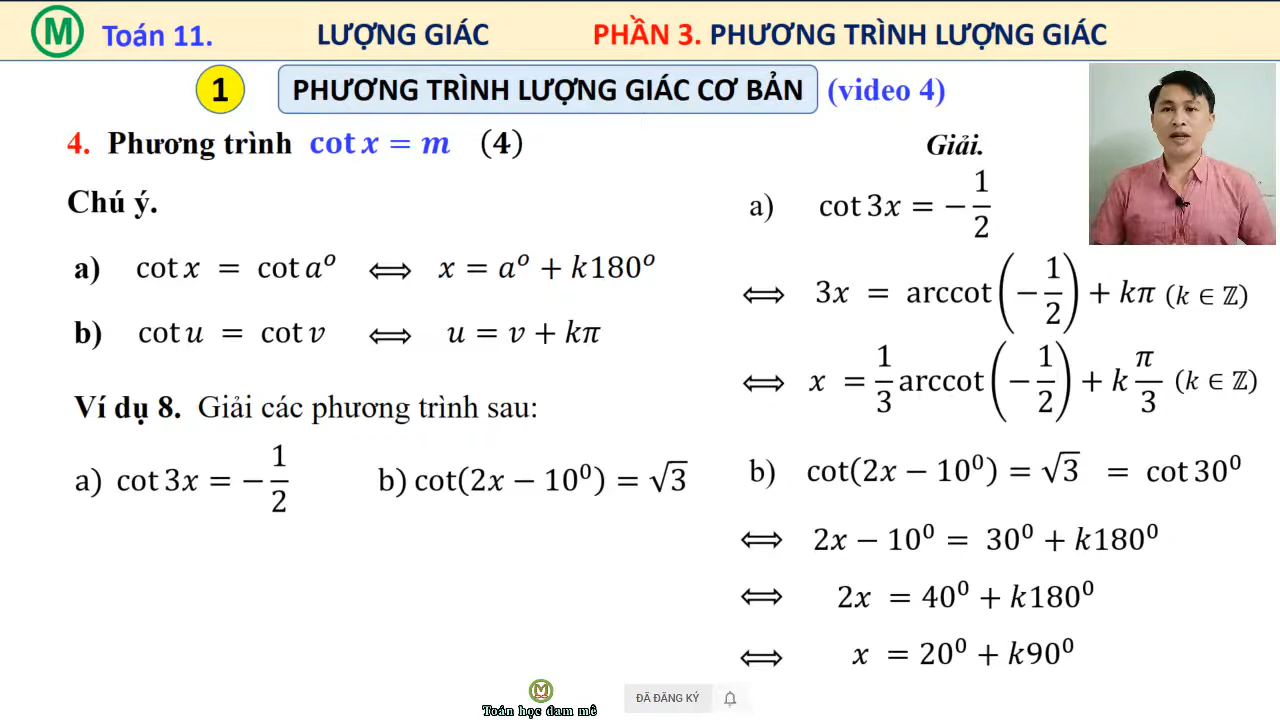 M Toán 11. LƯỢNG GIÁC PHẦN 3. PHƯƠNG TRÌNH LƯỢNG GIÁC
1 PHƯƠNG TRÌNH LƯỢNG GIÁC CƠ BẢN (video 4)
4. Phương trình cot x = m (4)
Chú ý.
a) cot x = cot aᵒ ⟺ x = aᵒ + k180ᵒ
b) cot u = cot v ⟺ u = v + kπ
Ví dụ 8. Giải các phương trình sau:
a) cot 3x = −1/2 b) cot(2x − 10⁰) = √3
Giải.
a) cot 3x = −1/2
⟺ 3x = arccot(−1/2) + kπ (k ∈ ℤ)
⟺ x = 1/3 arccot(−1/2) + k π/3 (k ∈ ℤ)
b) cot(2x − 10⁰) = √3 = cot 30⁰
⟺ 2x − 10⁰ = 30⁰ + k180⁰
⟺ 2x = 40⁰ + k180⁰
⟺ x = 20⁰ + k90⁰
M
Toán học đam mê
ĐÃ ĐĂNG KÝ